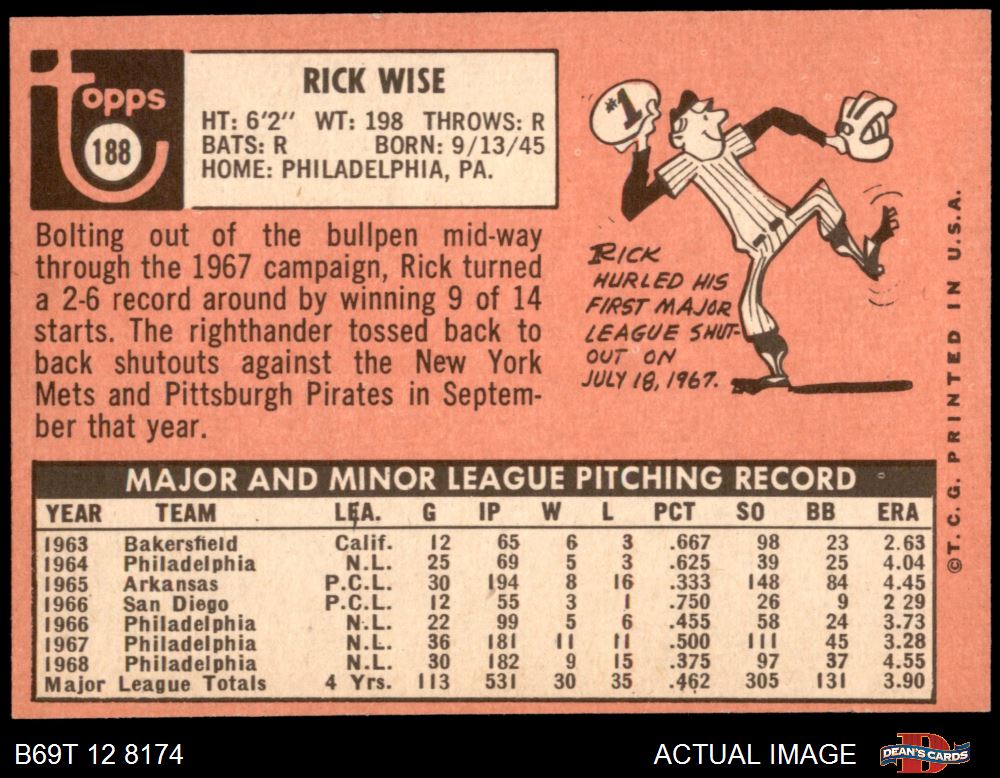 topps
188
RICK WISE
HT: 6'2" WT: 198 THROWS: R
BATS: R BORN: 9/13/45
HOME: PHILADELPHIA, PA.
Bolting out of the bullpen mid-way
through the 1967 campaign, Rick turned
a 2-6 record around by winning 9 of 14
starts. The righthander tossed back to
back shutouts against the New York
Mets and Pittsburgh Pirates in Septem-
ber that year.
#1
RICK
HURLED HIS
FIRST MAJOR
LEAGUE SHUT-
OUT ON
JULY 18, 1967.
MAJOR AND MINOR LEAGUE PITCHING RECORD
YEAR TEAM LEA. G IP W L PCT SO BB ERA
1963 Bakersfield Calif. 12 65 6 3 .667 98 23 2.63
1964 Philadelphia N.L. 25 69 5 3 .625 39 25 4.04
1965 Arkansas P.C.L. 30 194 8 16 .333 148 84 4.45
1966 San Diego P.C.L. 12 55 3 1 .750 26 9 2 29
1966 Philadelphia N.L. 22 99 5 6 .455 58 24 3.73
1967 Philadelphia N.L. 36 181 11 11 .500 111 45 3.28
1968 Philadelphia N.L. 30 182 9 15 .375 97 37 4.55
Major League Totals 4 Yrs. 113 531 30 35 .462 305 131 3.90
©T. C. G. PRINTED IN U.S.A.
B69T 12 8174
ACTUAL IMAGE
DEAN'S CARDS